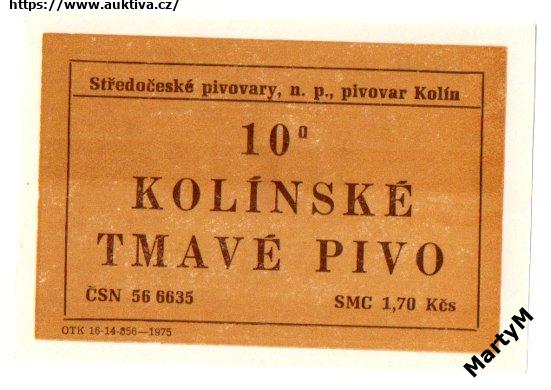 https://www.auktiva.cz/
Středočeské pivovary, n. p., pivovar Kolín
10°
KOLÍNSKÉ
TMAVÉ PIVO
ČSN 56 6635 SMC 1,70 Kčs
OTK 16-14-856—1975
MartyM